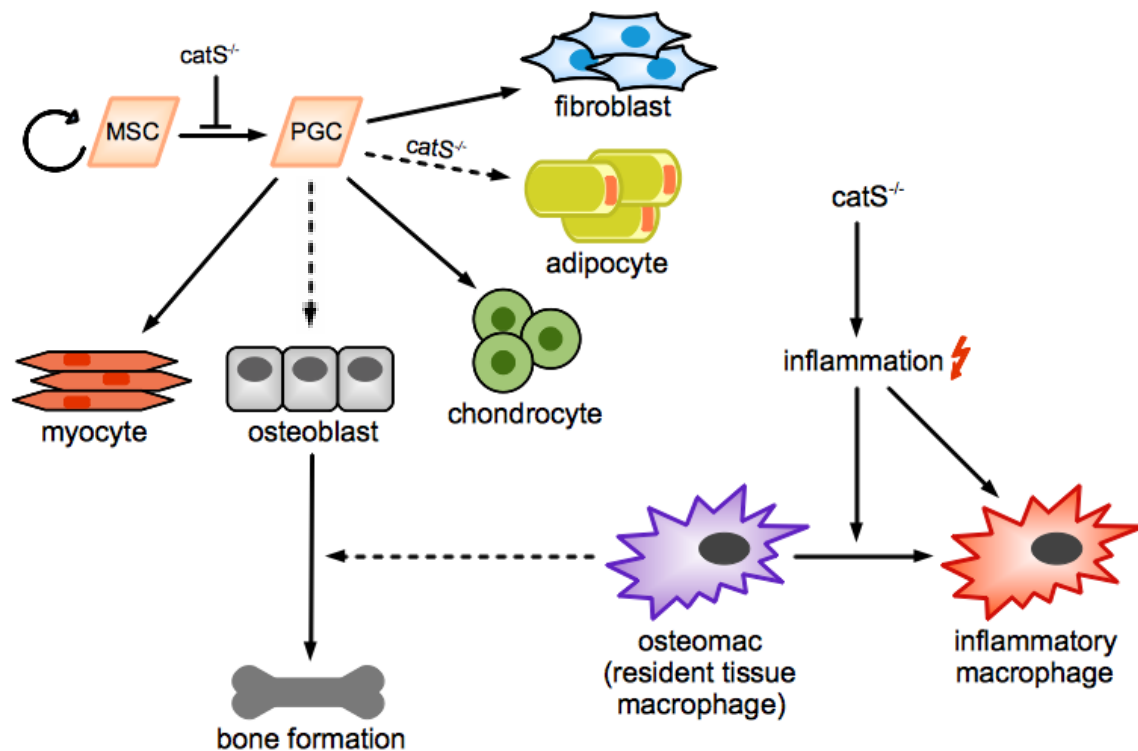 catS-/-
MSC
PGC
fibroblast
catS-/-
adipocyte
catS-/-
inflammation
myocyte
osteoblast
chondrocyte
osteomac
(resident tissue
macrophage)
inflammatory
macrophage
bone formation